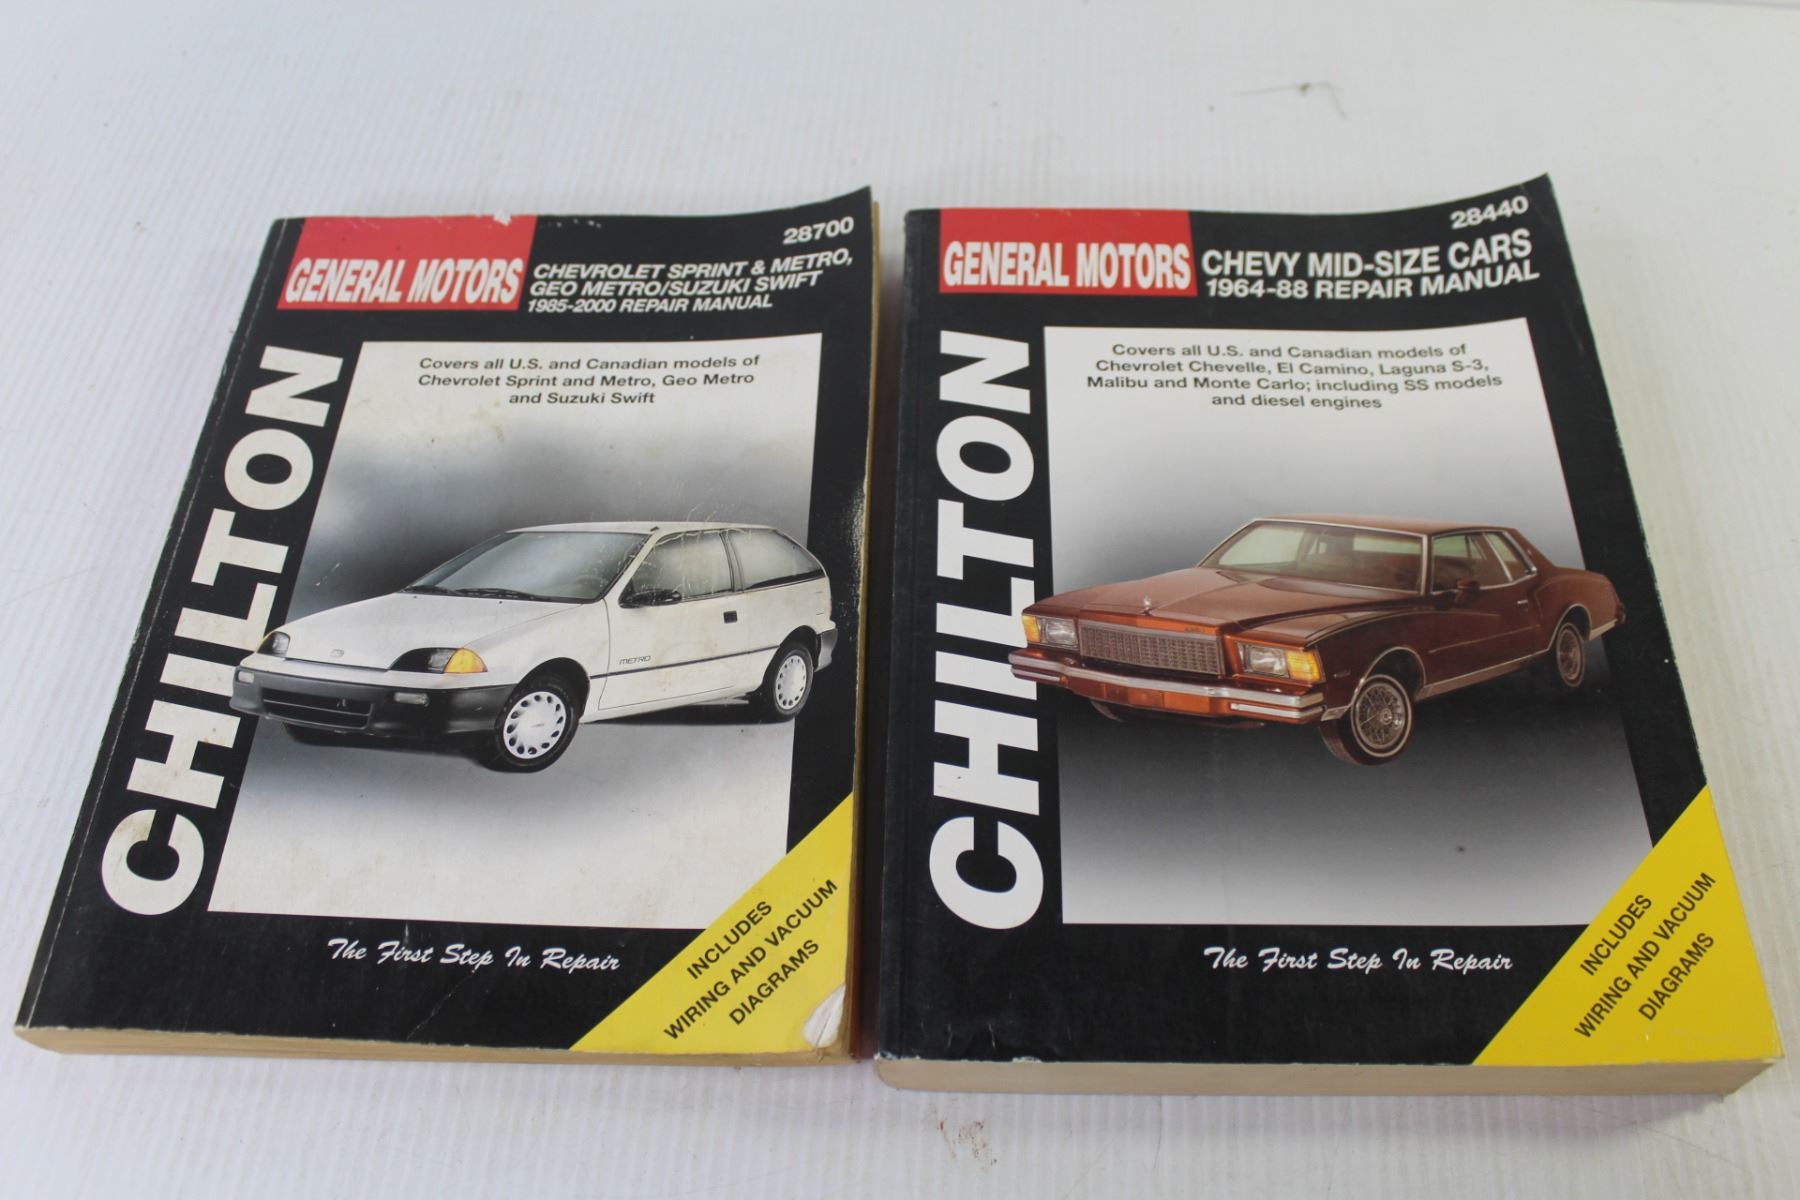 28700
GENERAL MOTORS
CHEVROLET SPRINT & METRO,
GEO METRO/SUZUKI SWIFT
1985-2000 REPAIR MANUAL
Covers all U.S. and Canadian models of
Chevrolet Sprint and Metro, Geo Metro
and Suzuki Swift
CHILTON
METRO
The First Step In Repair
INCLUDES
WIRING AND VACUUM
DIAGRAMS
28440
GENERAL MOTORS
CHEVY MID-SIZE CARS
1964-88 REPAIR MANUAL
Covers all U.S. and Canadian models of
Chevrolet Chevelle, El Camino, Laguna S-3,
Malibu and Monte Carlo; including SS models
and diesel engines
CHILTON
The First Step In Repair
INCLUDES
WIRING AND VACUUM
DIAGRAMS